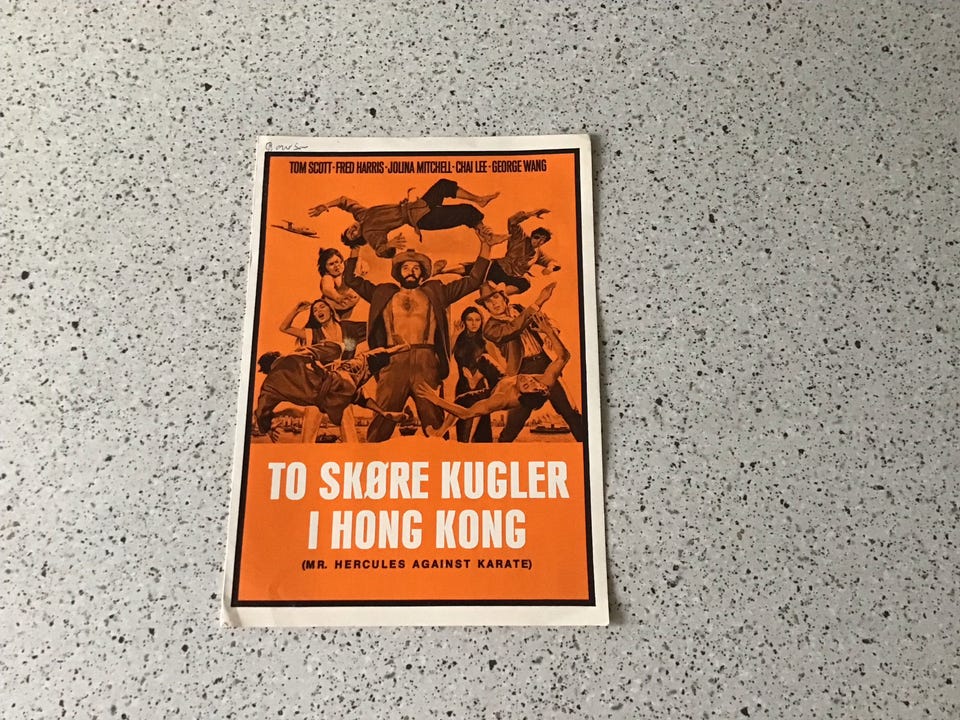 TOM SCOTT · FRED HARRIS · JOLINA MITCHELL · CHAI LEE · GEORGE WANG
TO SKØRE KUGLER
I HONG KONG
(MR. HERCULES AGAINST KARATE)